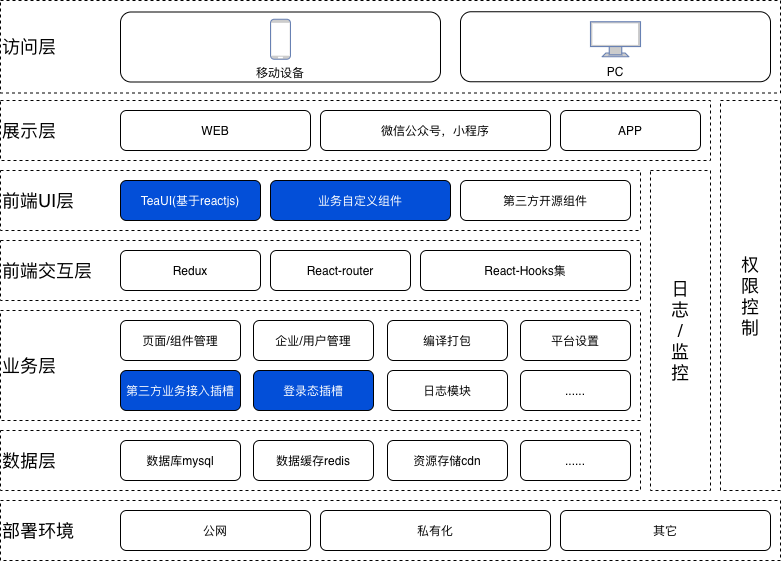 访问层
移动设备
PC
展示层
WEB
微信公众号，小程序
APP
前端UI层
TeaUI(基于reactjs)
业务自定义组件
第三方开源组件
前端交互层
Redux
React-router
React-Hooks集
业务层
页面/组件管理
企业/用户管理
编译打包
平台设置
第三方业务接入插槽
登录态插槽
日志模块
......
数据层
数据库mysql
数据缓存redis
资源存储cdn
......
日志/监控
权限控制
部署环境
公网
私有化
其它